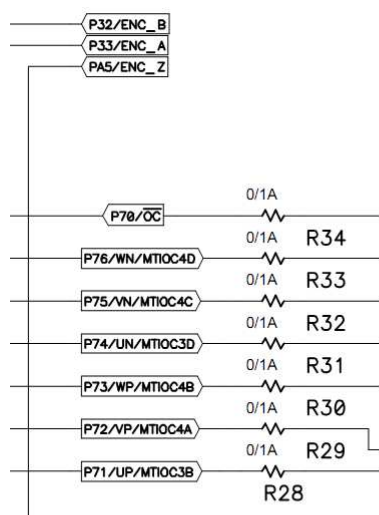 P32/ENC_B
P33/ENC_A
PA5/ENC_Z
0/1A
P70/OC
0/1A R34
P76/WN/MTIOC4D
0/1A R33
P75/VN/MTIOC4C
0/1A R32
P74/UN/MTIOC3D
0/1A R31
P73/WP/MTIOC4B
0/1A R30
P72/VP/MTIOC4A
0/1A R29
P71/UP/MTIOC3B
R28